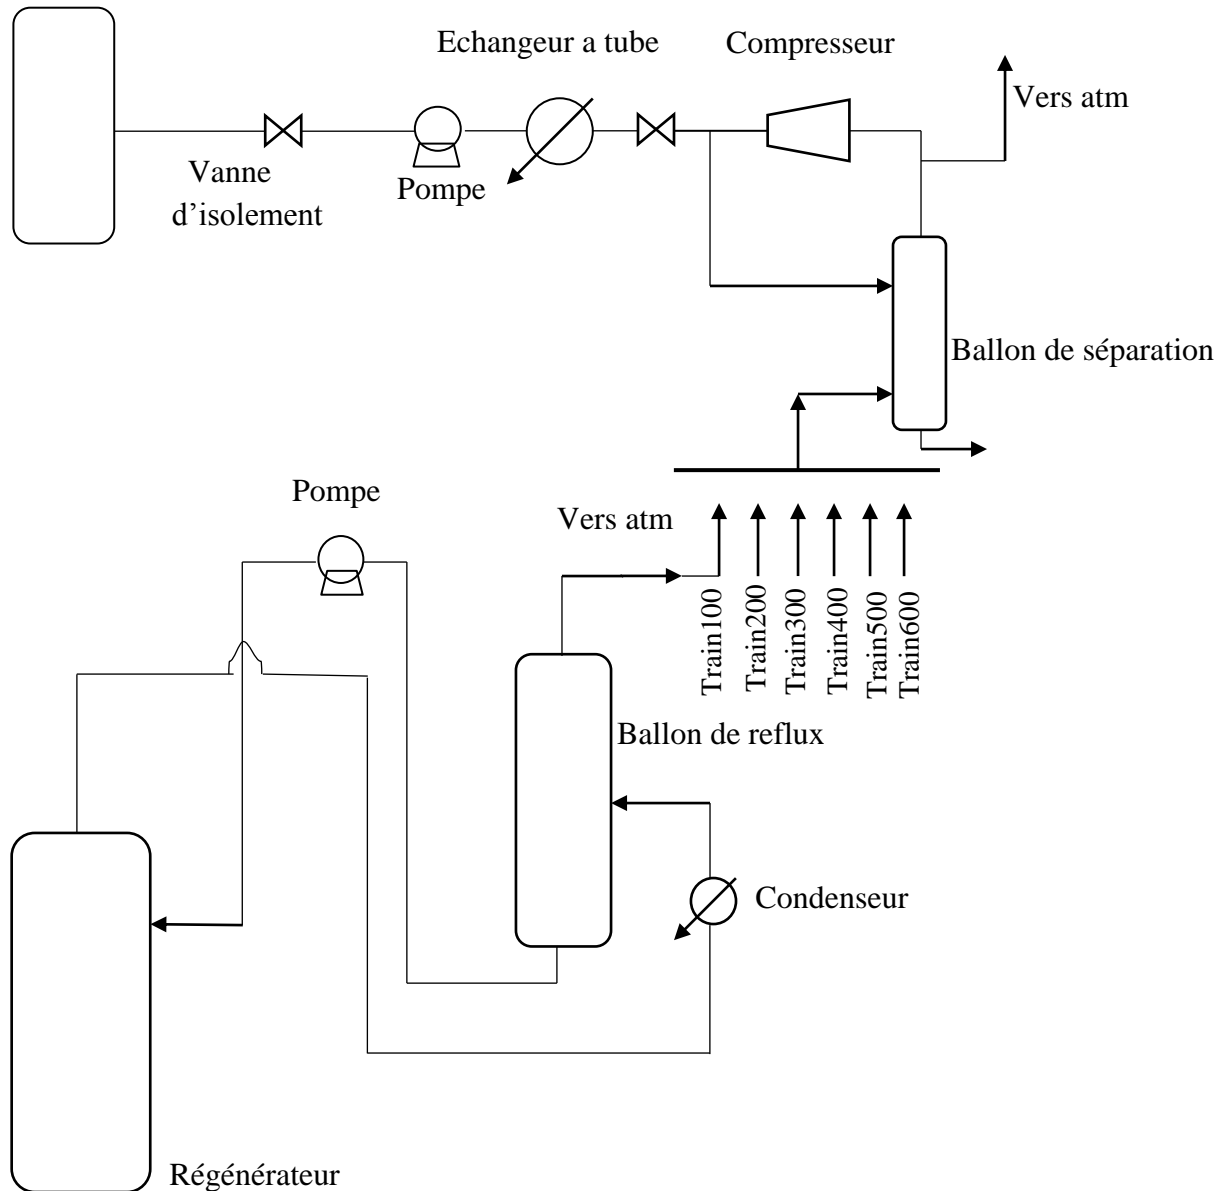 Echangeur a tube
Compresseur
Vers atm
Vanne
d’isolement
Pompe
Ballon de séparation
Pompe
Vers atm
Train100
Train200
Train300
Train400
Train500
Train600
Ballon de reflux
Condenseur
Régénérateur